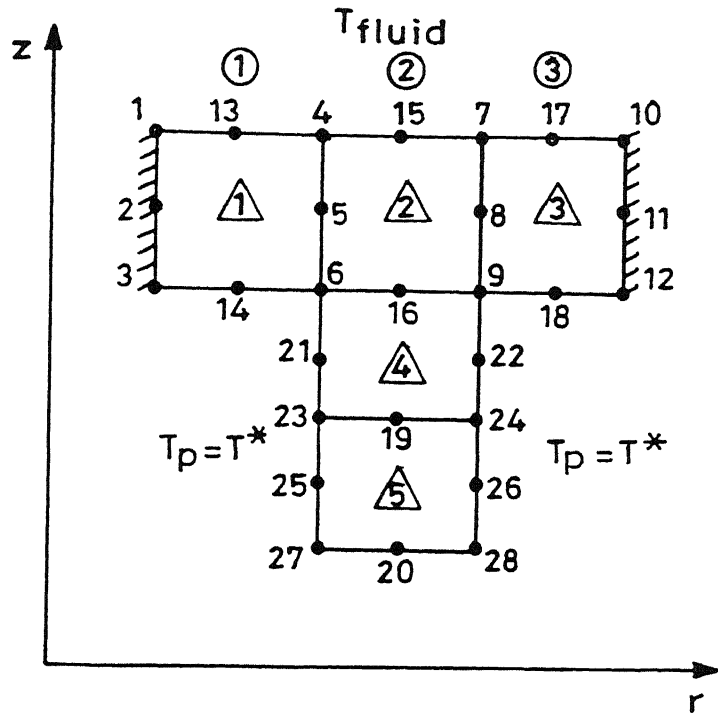 T fluid
z
① ② ③
1 13 4 15 7 17 10
2 1 5 2 8 3 11
3 6 9 12
14 16 18
21 4 22
23 19 24
Tp = T* Tp = T*
25 5 26
27 20 28
r